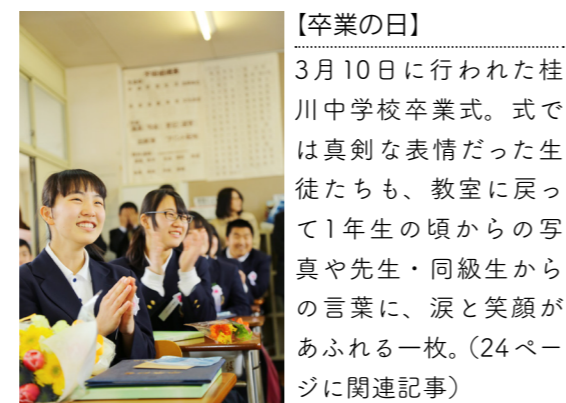 【卒業の日】
3月10日に行われた桂
川中学校卒業式。式で
は真剣な表情だった生
徒たちも、教室に戻っ
て1年生の頃からの写
真や先生・同級生から
の言葉に、涙と笑顔が
あふれる一枚。（24ペー
ジに関連記事）